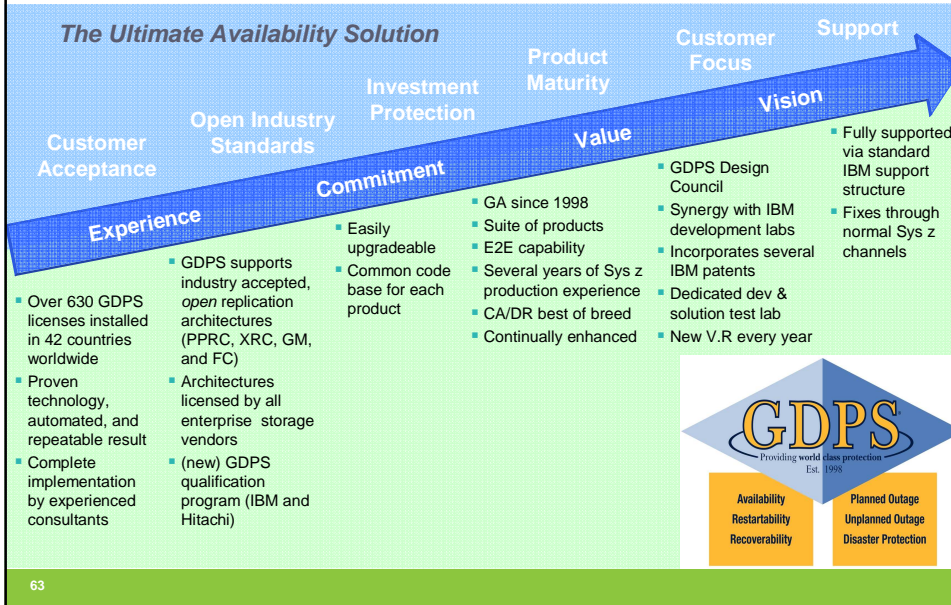 The Ultimate Availability Solution
Customer
Acceptance
Open Industry
Standards
Investment
Protection
Product
Maturity
Customer
Focus
Support
Experience
Commitment
Value
Vision
▪ Over 630 GDPS
licenses installed
in 42 countries
worldwide
▪ Proven
technology,
automated, and
repeatable result
▪ Complete
implementation
by experienced
consultants
▪ GDPS supports
industry accepted,
open replication
architectures
(PPRC, XRC, GM,
and FC)
▪ Architectures
licensed by all
enterprise storage
vendors
▪ (new) GDPS
qualification
program (IBM and
Hitachi)
▪ Easily
upgradeable
▪ Common code
base for each
product
▪ GA since 1998
▪ Suite of products
▪ E2E capability
▪ Several years of Sys z
production experience
▪ CA/DR best of breed
▪ Continually enhanced
▪ GDPS Design
Council
▪ Synergy with IBM
development labs
▪ Incorporates several
IBM patents
▪ Dedicated dev &
solution test lab
▪ New V.R every year
▪ Fully supported
via standard
IBM support
structure
▪ Fixes through
normal Sys z
channels
GDPS®
Providing world class protection
Est. 1998
Availability
Restartability
Recoverability
Planned Outage
Unplanned Outage
Disaster Protection
63